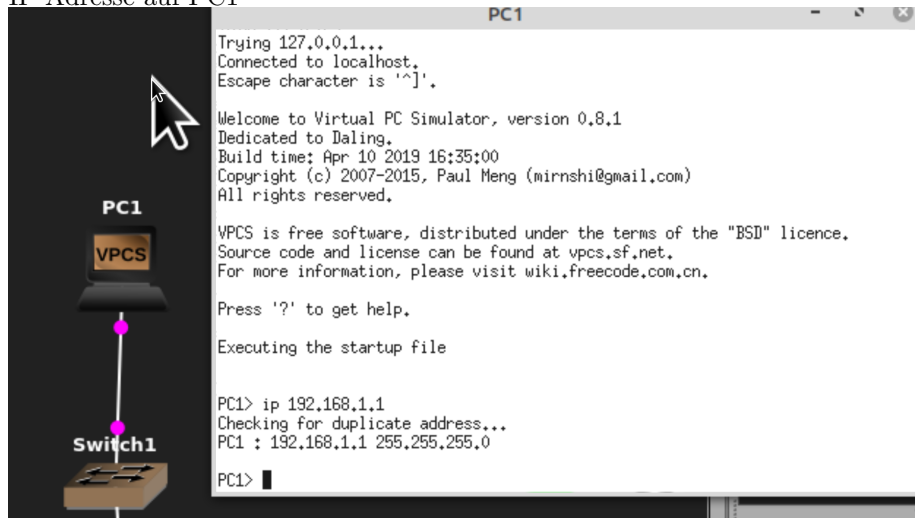 IP Adresse auf PC1
PC1
Trying 127.0.0.1...
Connected to localhost.
Escape character is '^]'.
Welcome to Virtual PC Simulator, version 0.8.1
Dedicated to Daling.
Build time: Apr 10 2019 16:35:00
Copyright (c) 2007-2015, Paul Meng (mirnshi@gmail.com)
All rights reserved.
VPCS is free software, distributed under the terms of the "BSD" licence.
Source code and license can be found at vpcs.sf.net.
For more information, please visit wiki.freecode.com.cn.
Press '?' to get help.
Executing the startup file
PC1> ip 192.168.1.1
Checking for duplicate address...
PC1 : 192.168.1.1 255.255.255.0
PC1>
PC1
VPCS
Switch1